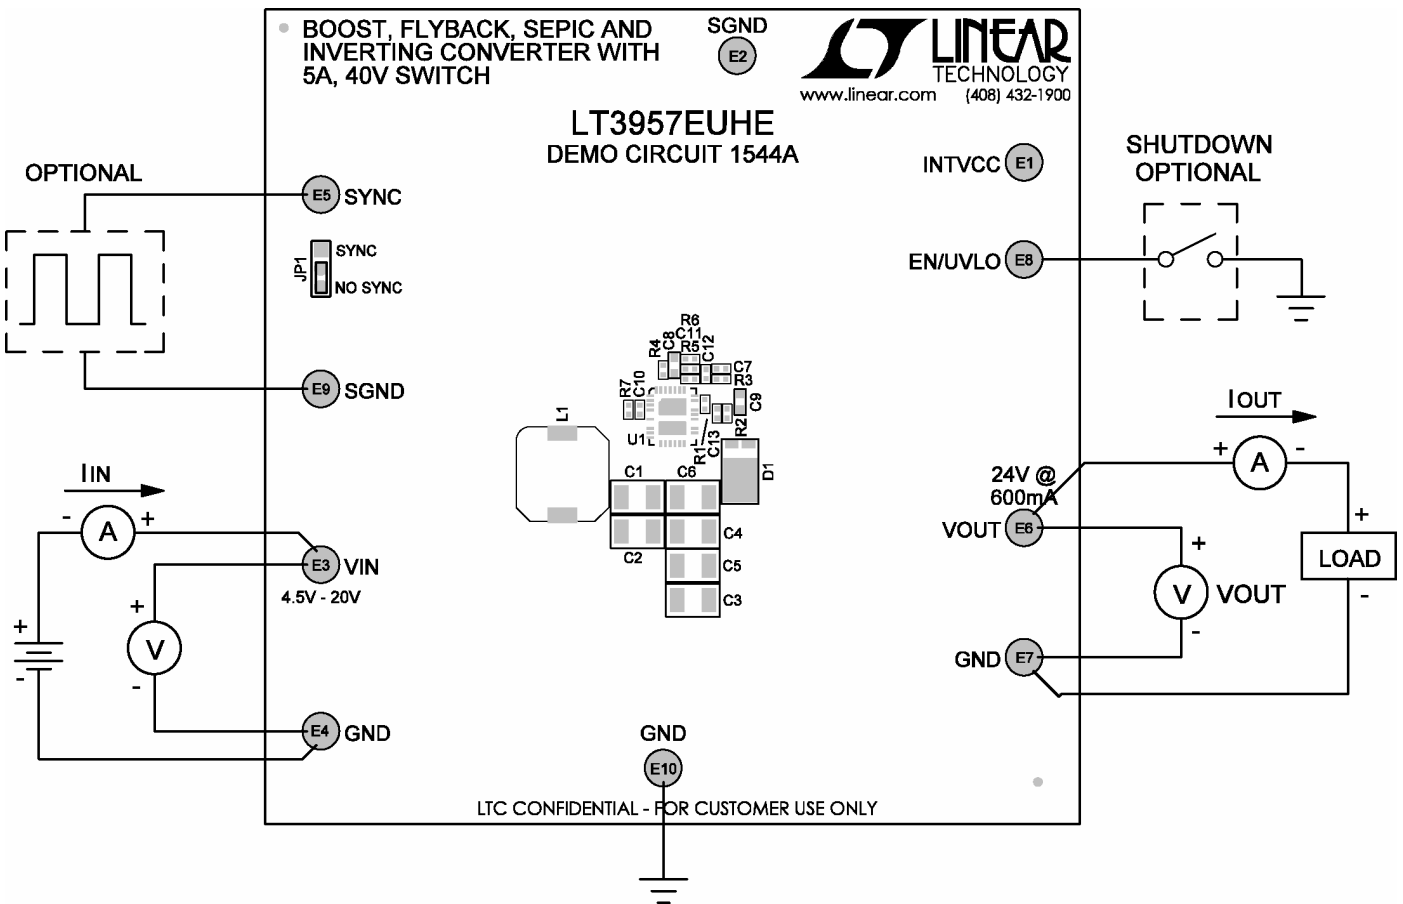 BOOST, FLYBACK, SEPIC AND
INVERTING CONVERTER WITH
5A, 40V SWITCH
SGND
E2
LINEAR
TECHNOLOGY
www.linear.com (408) 432-1900
LT3957EUHE
DEMO CIRCUIT 1544A
INTVCC E1
SHUTDOWN
OPTIONAL
OPTIONAL
E5 SYNC
JP1
SYNC
NO SYNC
EN/UVLO E8
E9 SGND
R6
C11
R5
R4
C8
C12
C7
R3
R7
C10
C9
L1
U1
R1
C13
R2
D1
C1
C6
C2
C4
C5
C3
IIN
- A +
E3 VIN
4.5V - 20V
+
V
-
+
-
E4 GND
IOUT
+ A -
24V @
600mA
VOUT E6
+
V VOUT
-
+
LOAD
-
GND E7
GND
E10
LTC CONFIDENTIAL - FOR CUSTOMER USE ONLY